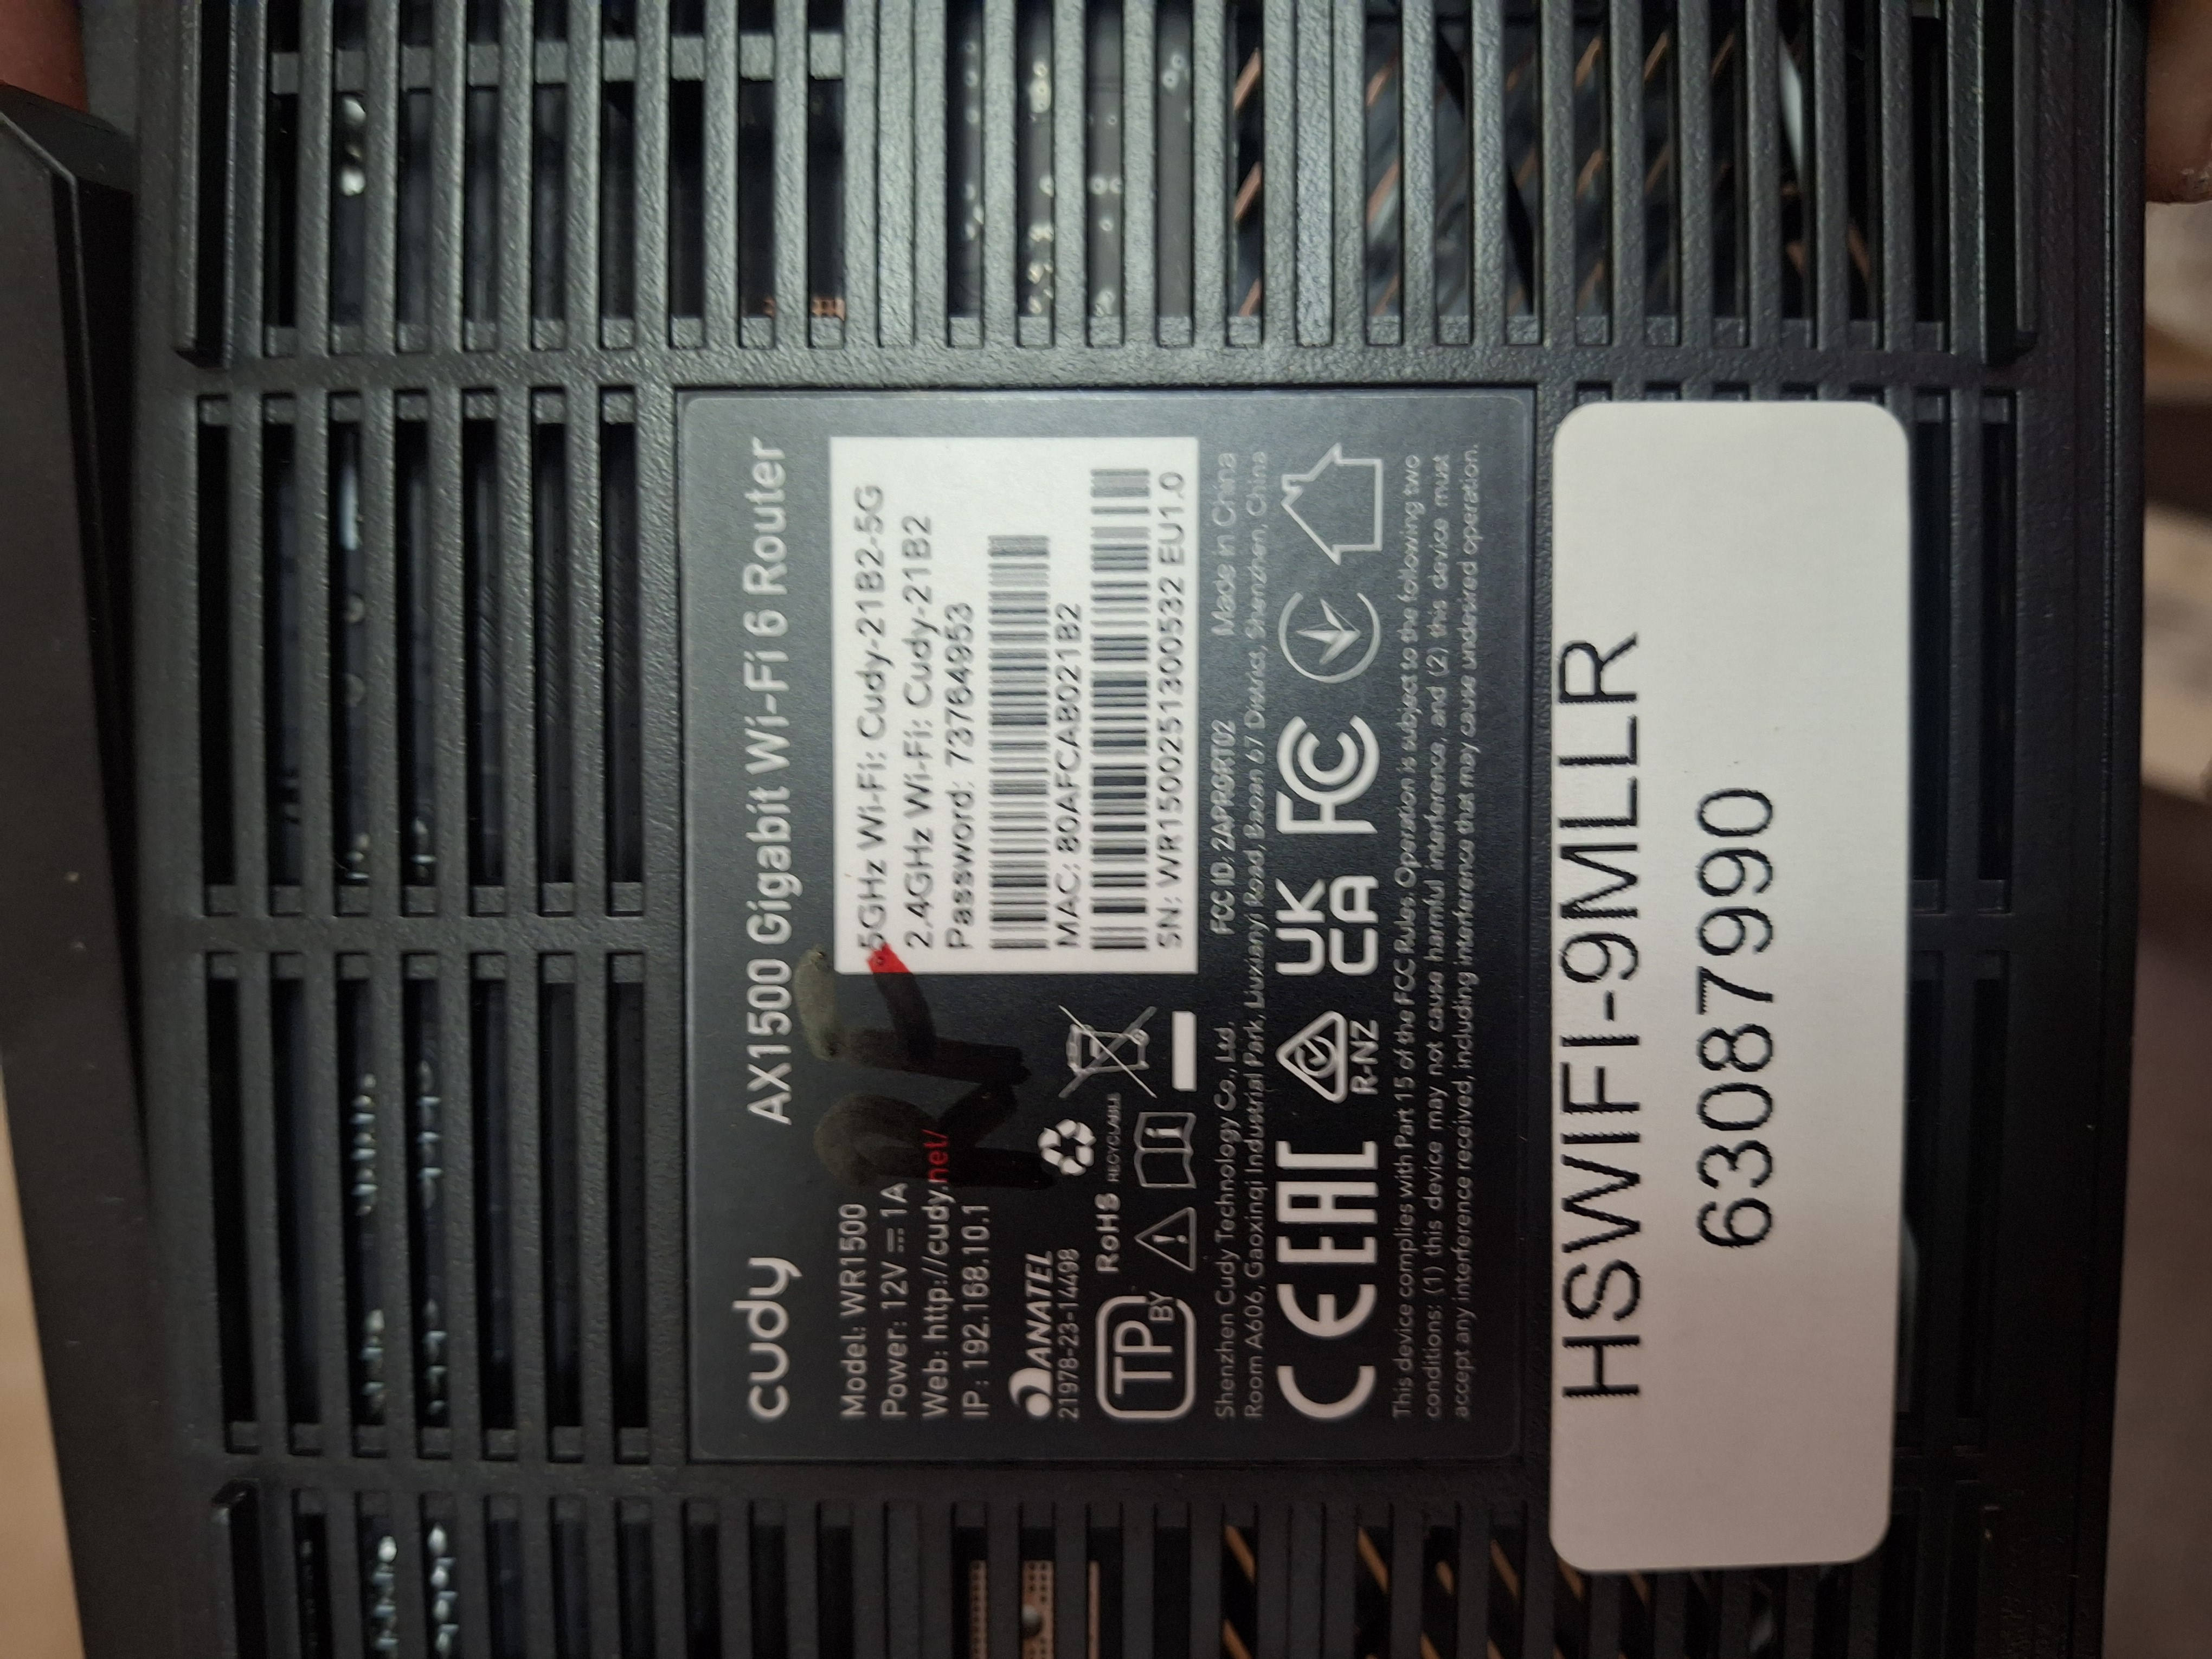 cudy AX1500 Gigabit Wi-Fi 6 Router
Model: WR1500
Power: 12V ⎓ 1A
Web: http://cudy.net/
IP: 192.168.10.1
RF
5GHz Wi-Fi: Cudy-21B2-5G
2.4GHz Wi-Fi: Cudy-21B2
Password: 73764953
MAC: 80AFCAB021B2
SN: WR1500251300532 EU1.0
ANATEL
21978-23-14498
RoHS
RECYCLABLE
TP BY
Shenzhen Cudy Technology Co., Ltd. FCC ID: 2APRGRT02 Made in China
Room A606, Gaoxinqi Industrial Park, Liuxianyi Road, Baoan 67 District, Shenzhen, China
CE EAC R-NZ UK CA FC
This device complies with Part 15 of the FCC Rules. Operation is subject to the following two
conditions: (1) this device may not cause harmful interference, and (2) this device must
accept any interference received, including interference that may cause undesired operation.
HSWIFI-9MLLR
63087990